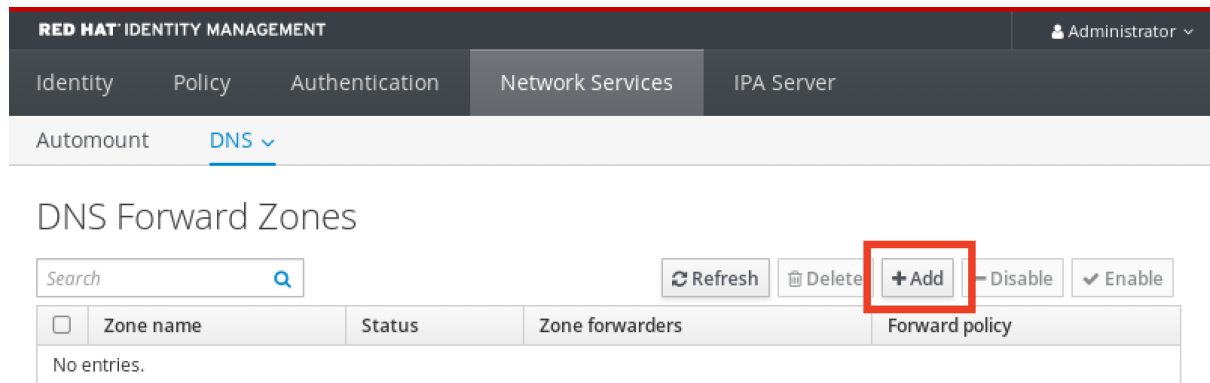 RED HAT® IDENTITY MANAGEMENT Administrator
Identity Policy Authentication Network Services IPA Server
Automount DNS
DNS Forward Zones
Search Refresh Delete Add Disable Enable
Zone name Status Zone forwarders Forward policy
No entries.